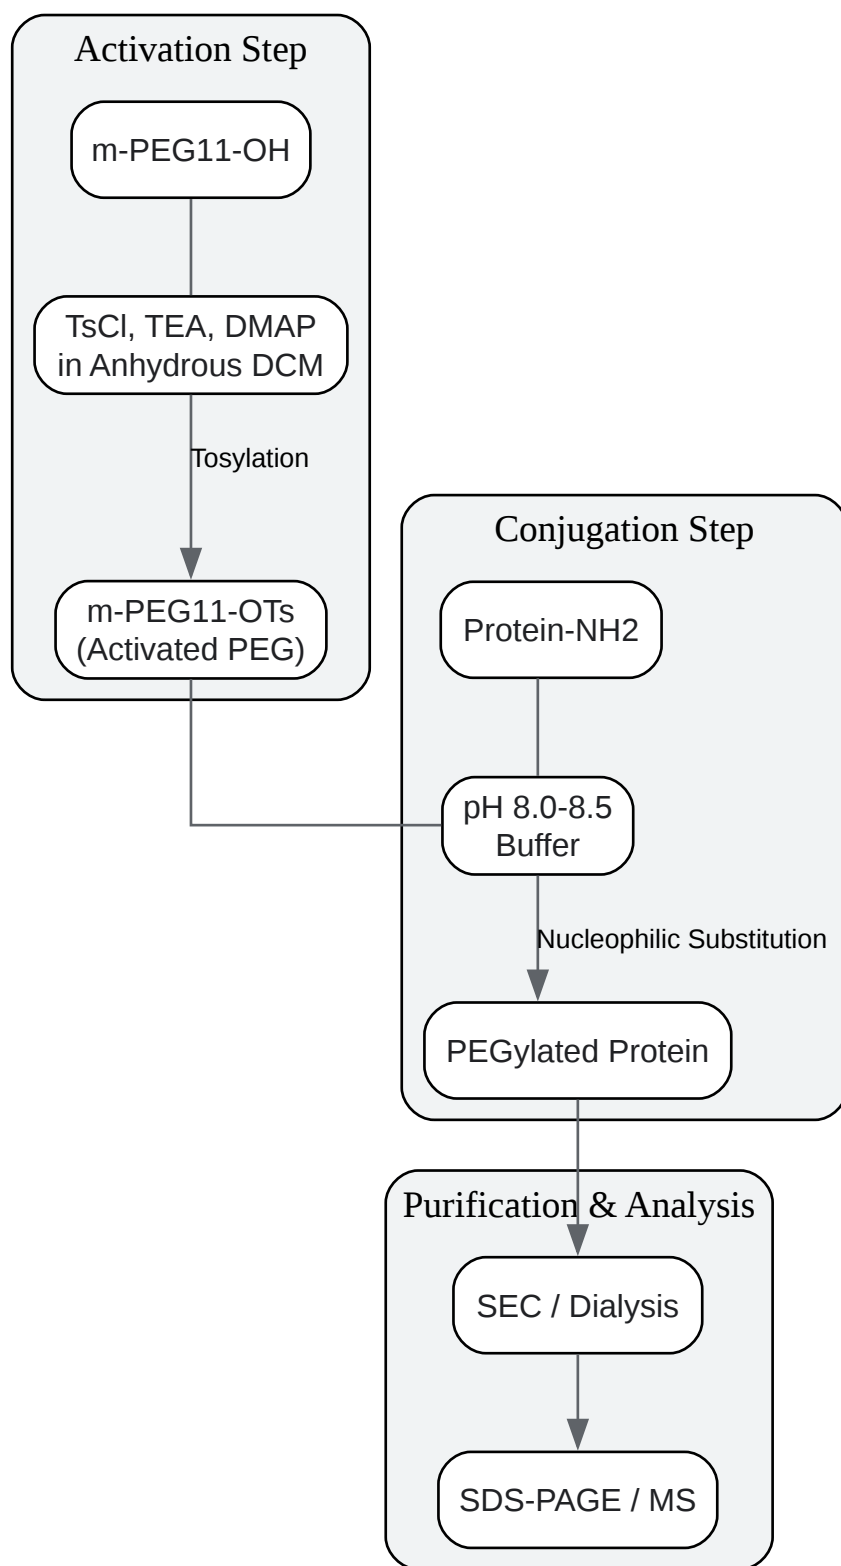 Activation Step
m-PEG11-OH
TsCl, TEA, DMAP
in Anhydrous DCM
Tosylation
m-PEG11-OTs
(Activated PEG)
Conjugation Step
Protein-NH2
pH 8.0-8.5
Buffer
Nucleophilic Substitution
PEGylated Protein
Purification & Analysis
SEC / Dialysis
SDS-PAGE / MS